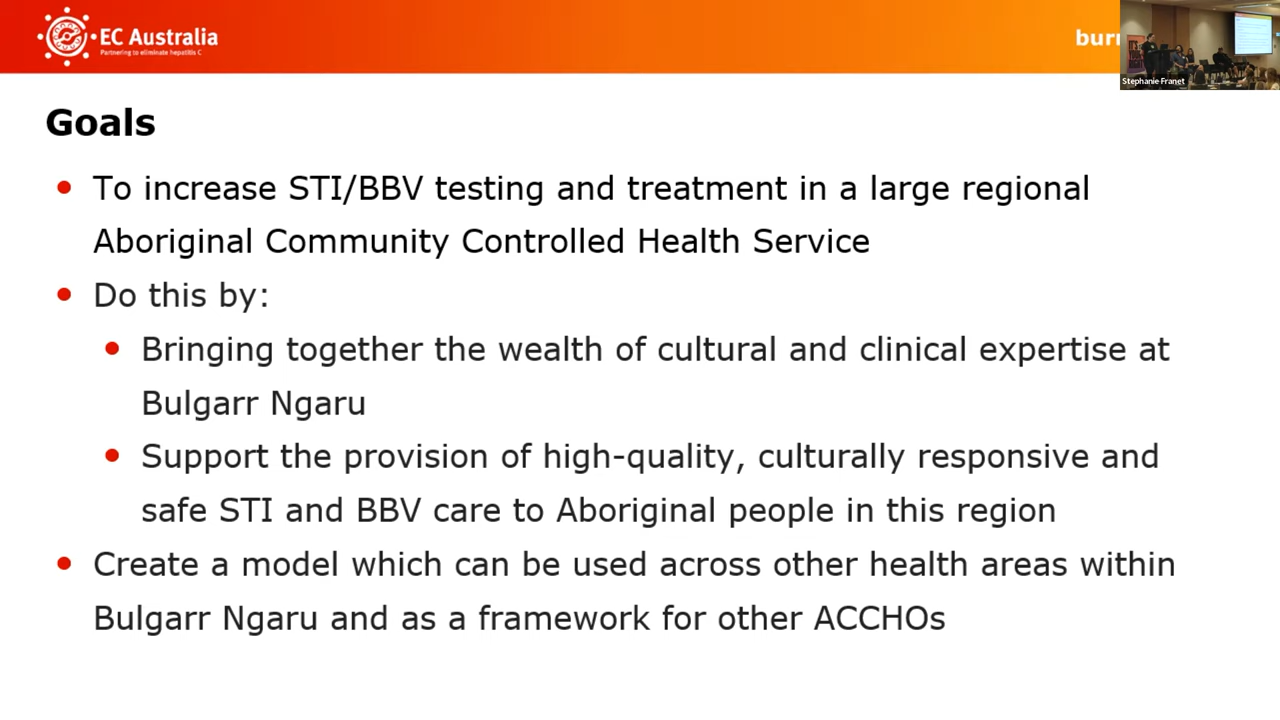 EC Australia
Partnering to eliminate hepatitis C
Stephanie Franet
Goals
To increase STI/BBV testing and treatment in a large regional
Aboriginal Community Controlled Health Service
Do this by:
Bringing together the wealth of cultural and clinical expertise at
Bulgarr Ngaru
Support the provision of high-quality, culturally responsive and
safe STI and BBV care to Aboriginal people in this region
Create a model which can be used across other health areas within
Bulgarr Ngaru and as a framework for other ACCHOs